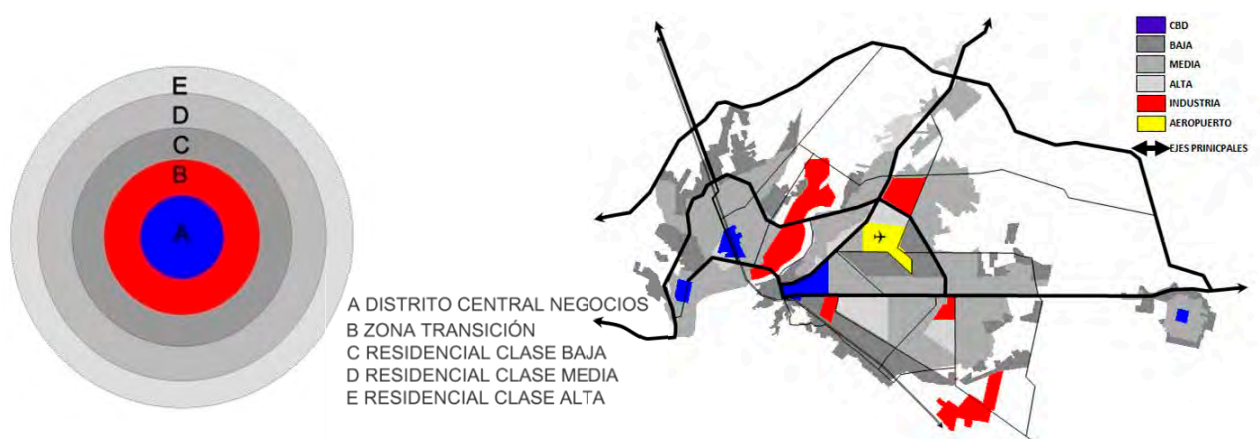 E
D
C
B
A
A DISTRITO CENTRAL NEGOCIOS
B ZONA TRANSICIÓN
C RESIDENCIAL CLASE BAJA
D RESIDENCIAL CLASE MEDIA
E RESIDENCIAL CLASE ALTA
CBD
BAJA
MEDIA
ALTA
INDUSTRIA
AEROPUERTO
EJES PRINICPALES